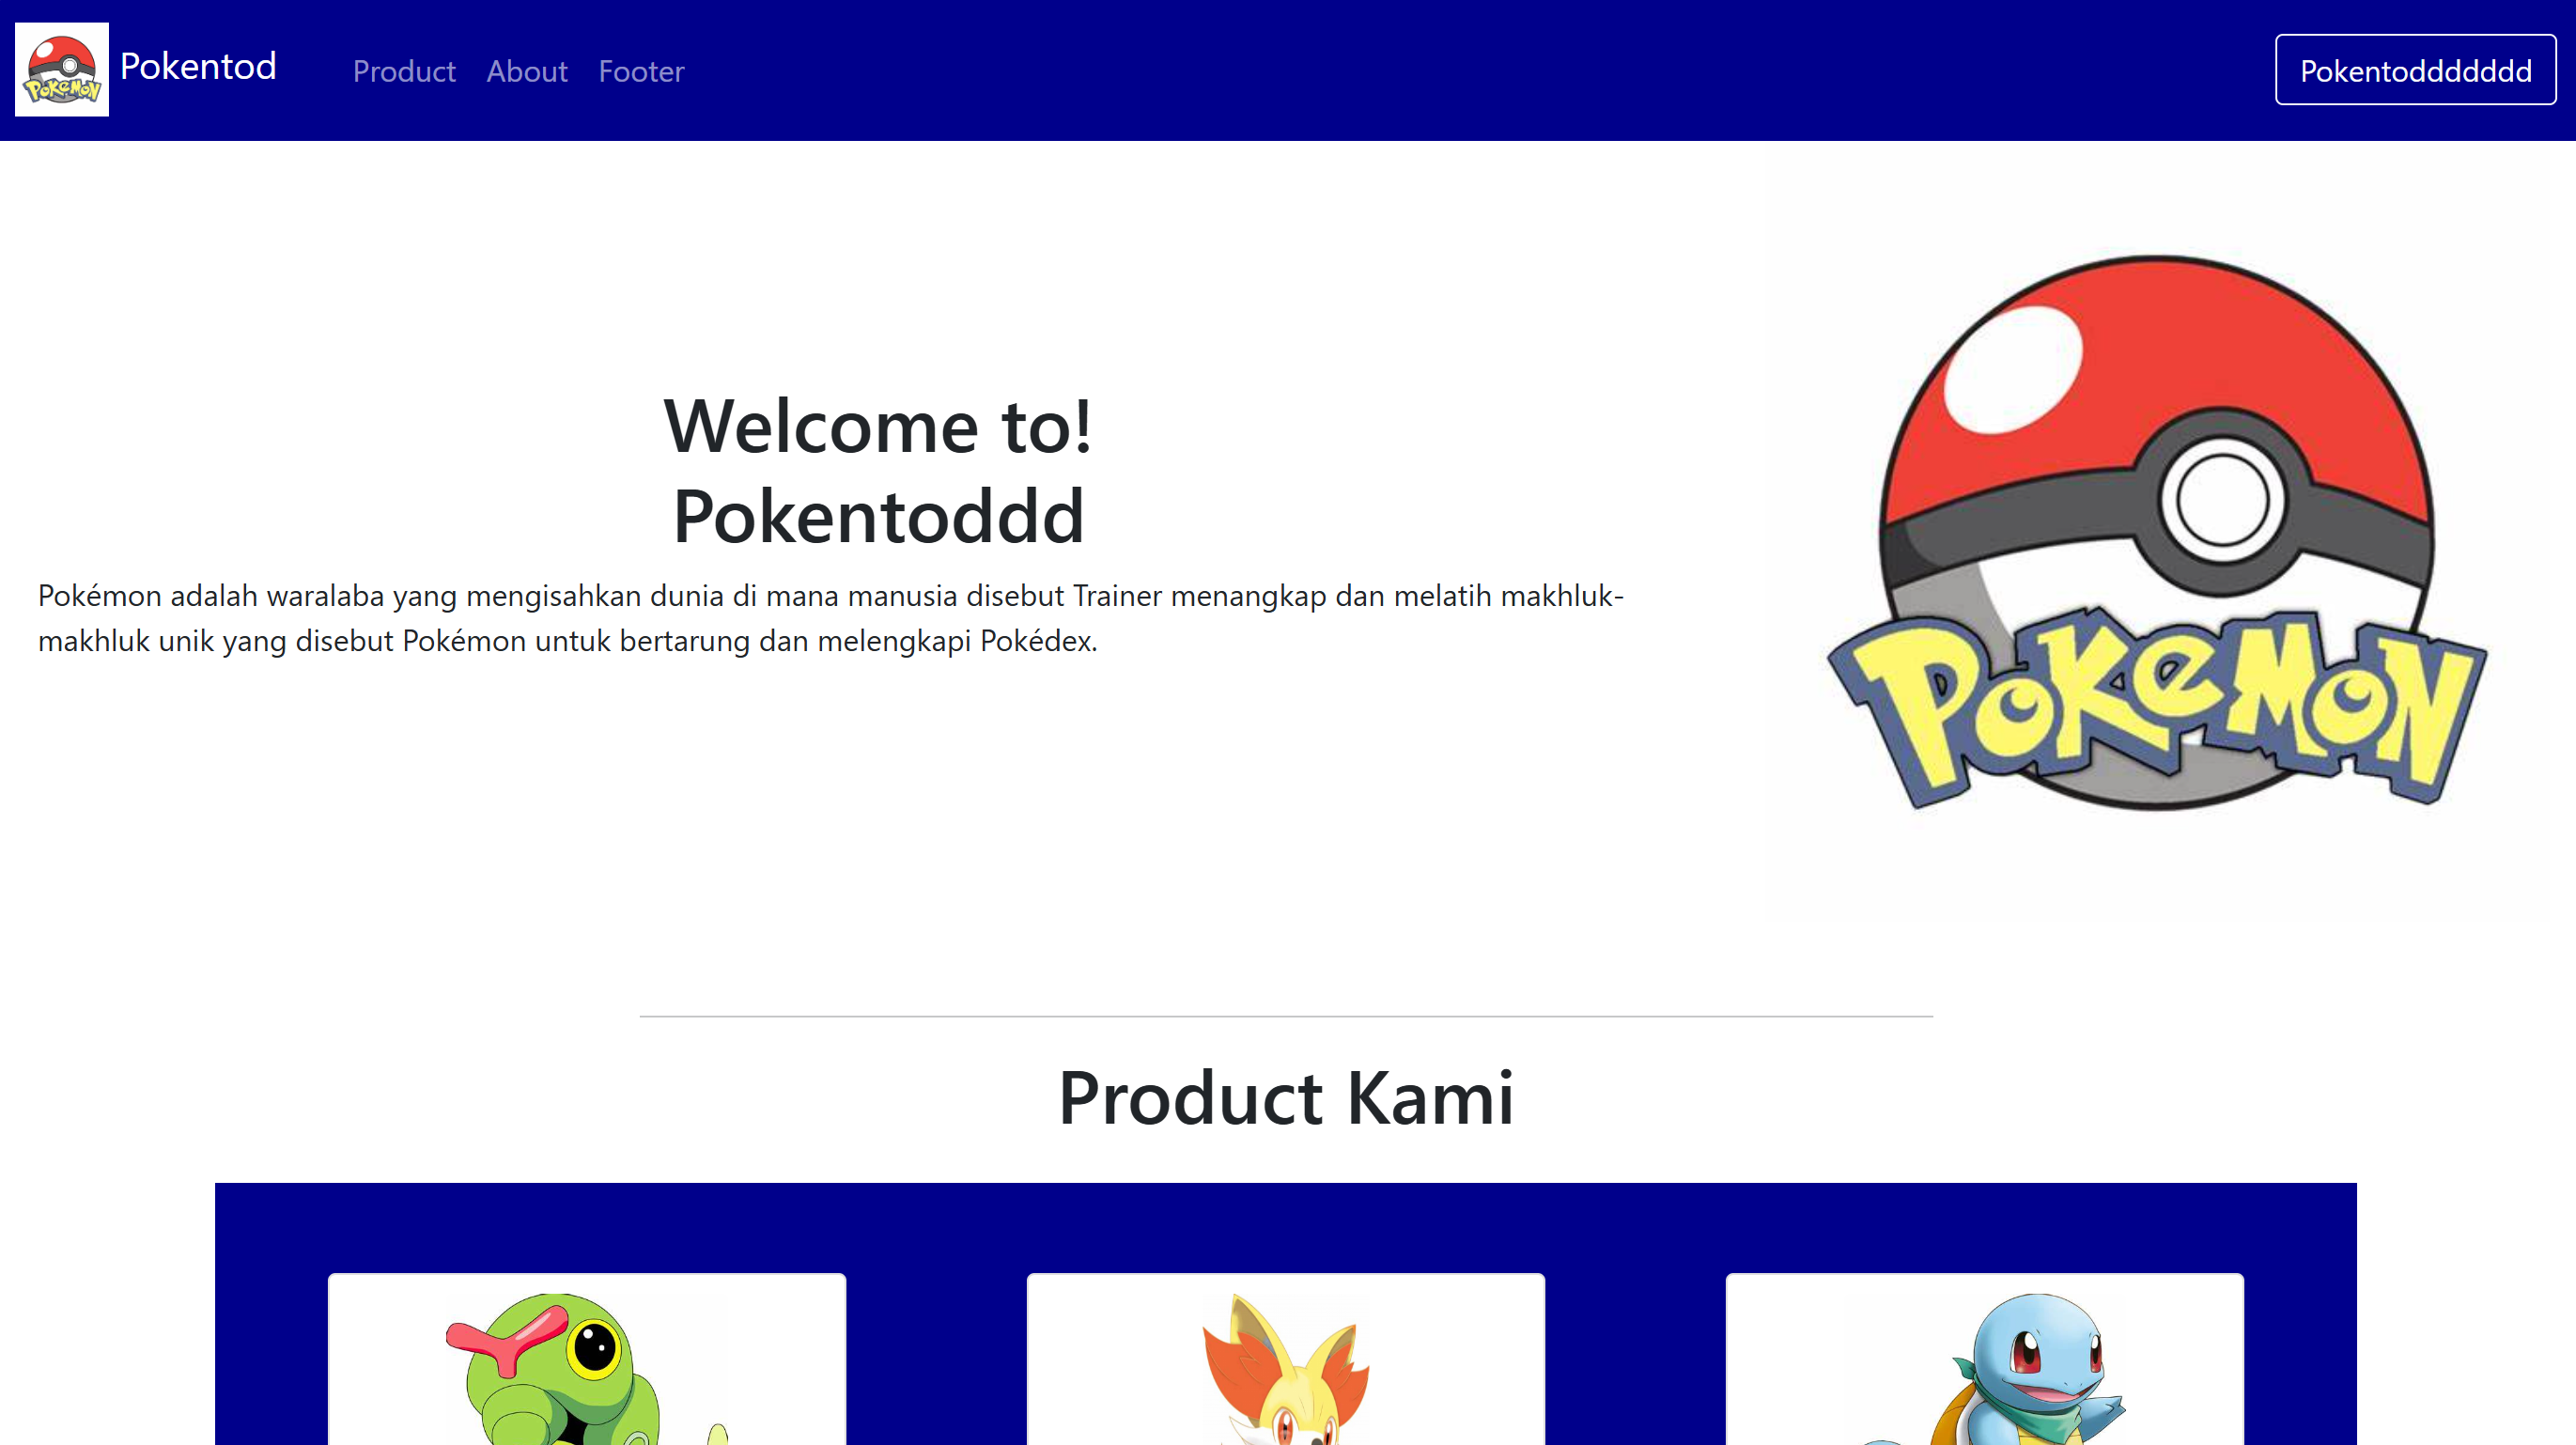 POKéMON
Pokentod
Product
About
Footer
Pokentoddddddd
Welcome to!
Pokentoddd
Pokémon adalah waralaba yang mengisahkan dunia di mana manusia disebut Trainer menangkap dan melatih makhluk-
makhluk unik yang disebut Pokémon untuk bertarung dan melengkapi Pokédex.
POKéMON
Product Kami